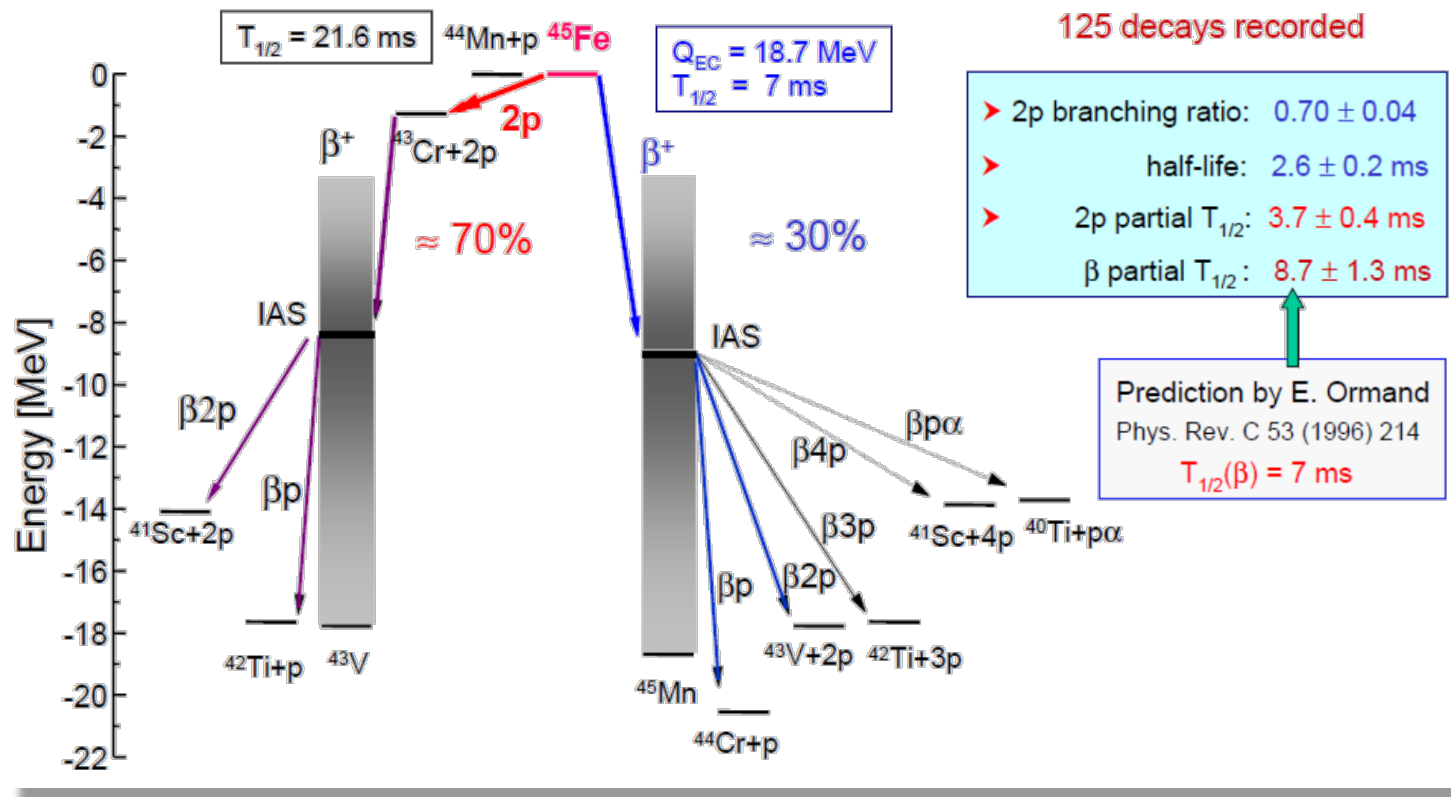 T1/2 = 21.6 ms
44Mn+p 45Fe
QEC = 18.7 MeV
T1/2 = 7 ms
125 decays recorded
➤ 2p branching ratio: 0.70 ± 0.04
➤ half-life: 2.6 ± 0.2 ms
➤ 2p partial T1/2: 3.7 ± 0.4 ms
β partial T1/2 : 8.7 ± 1.3 ms
Prediction by E. Ormand
Phys. Rev. C 53 (1996) 214
T1/2(β) = 7 ms
Energy [MeV]
0
-2
-4
-6
-8
-10
-12
-14
-16
-18
-20
-22
2p
43Cr+2p
β+
β+
≈ 70%
≈ 30%
IAS
IAS
β2p
βp
βpα
β4p
β3p
β2p
βp
41Sc+2p
41Sc+4p
40Ti+pα
42Ti+p
43V
45Mn
43V+2p
42Ti+3p
44Cr+p